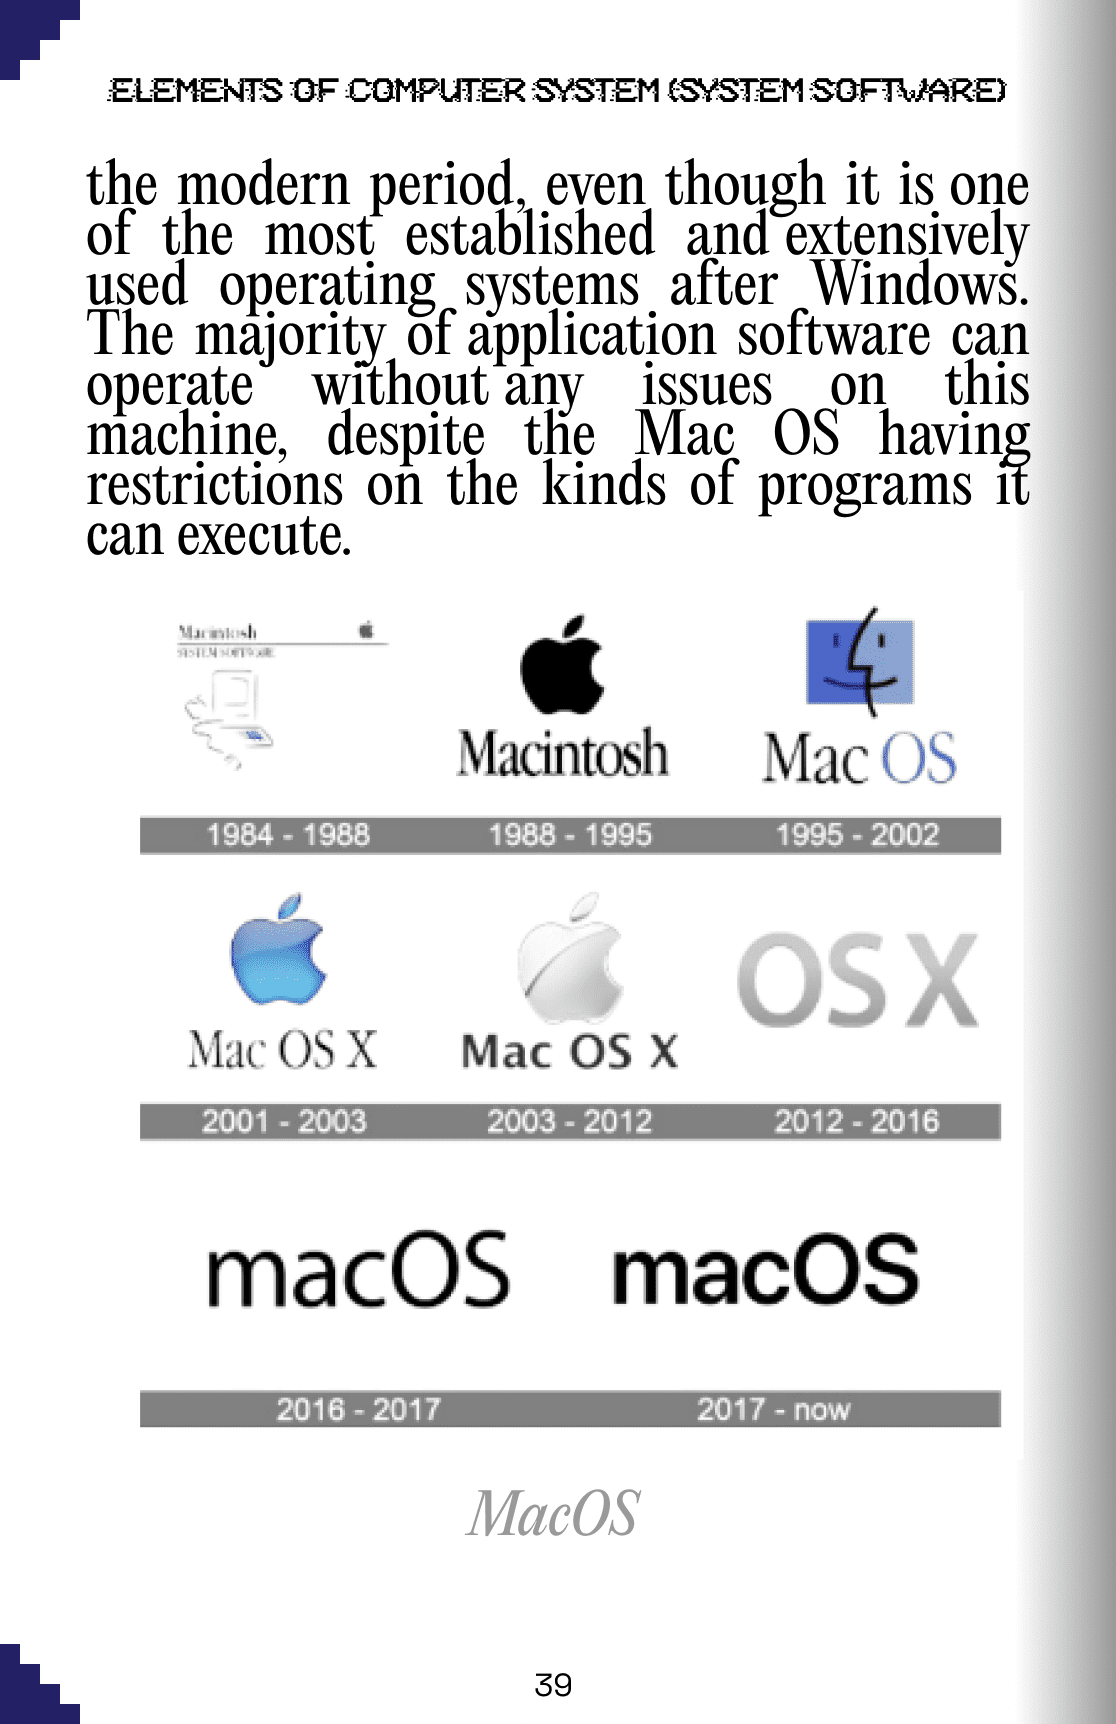 ELEMENTS OF COMPUTER SYSTEM (SYSTEM SOFTWARE)
the modern period, even though it is one
of the most established and extensively
used operating systems after Windows.
The majority of application software can
operate without any issues on this
machine, despite the Mac OS having
restrictions on the kinds of programs it
can execute.
Macintosh
SYSTEM SOFTWARE
Macintosh
Mac OS
1984 - 1988 1988 - 1995 1995 - 2002
Mac OS X
Mac OS X
OS X
2001 - 2003 2003 - 2012 2012 - 2016
macOS macOS
2016 - 2017 2017 - now
MacOS
39